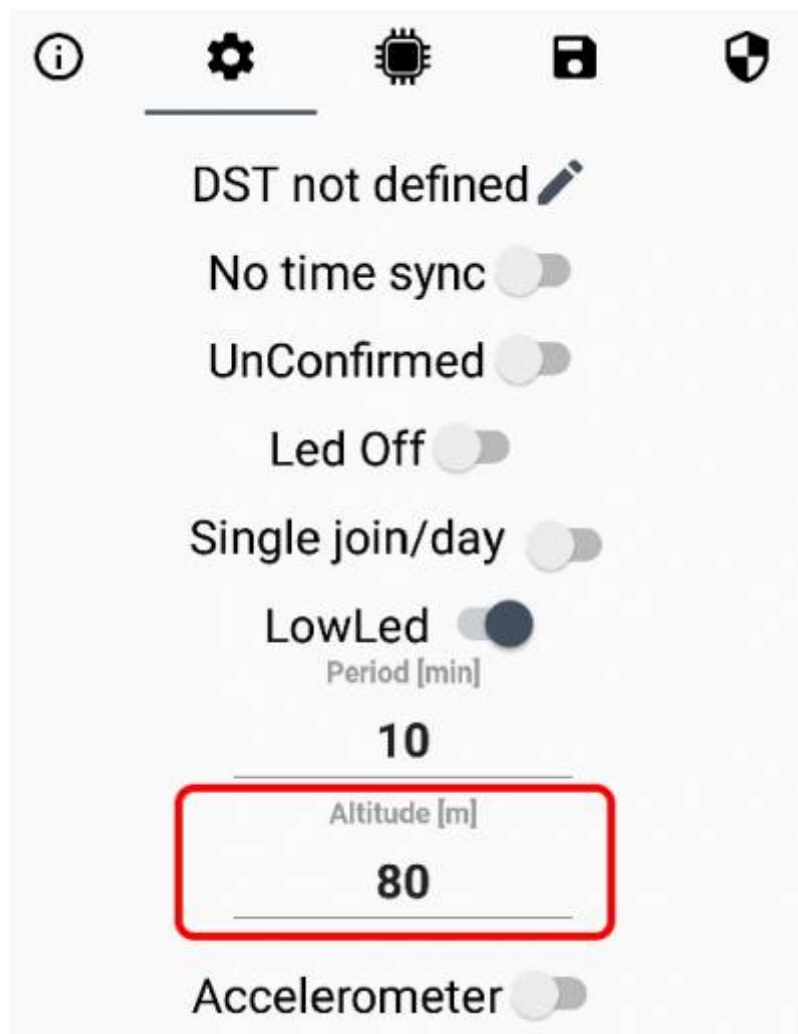 DST not defined
No time sync
UnConfirmed
Led Off
Single join/day
LowLed
Period [min]
10
Altitude [m]
80
Accelerometer